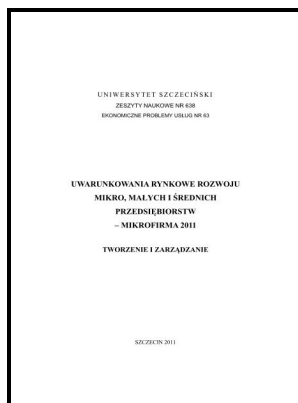 UNIWERSYTET SZCZECIŃSKI
ZESZYTY NAUKOWE NR 638
EKONOMICZNE PROBLEMY USŁUG NR 63
UWARUNKOWANIA RYNKOWE ROZWOJU
MIKRO, MAŁYCH I ŚREDNICH
PRZEDSIĘBIORSTW
– MIKROFIRMA 2011
TWORZENIE I ZARZĄDZANIE
SZCZECIN 2011